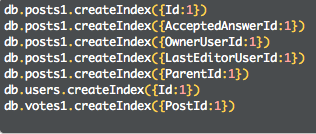 db.posts1.createIndex({Id:1})
db.posts1.createIndex({AcceptedAnswerId:1})
db.posts1.createIndex({OwnerUserId:1})
db.posts1.createIndex({LastEditorUserId:1})
db.posts1.createIndex({ParentId:1})
db.users.createIndex({Id:1})
db.votes1.createIndex({PostId:1})